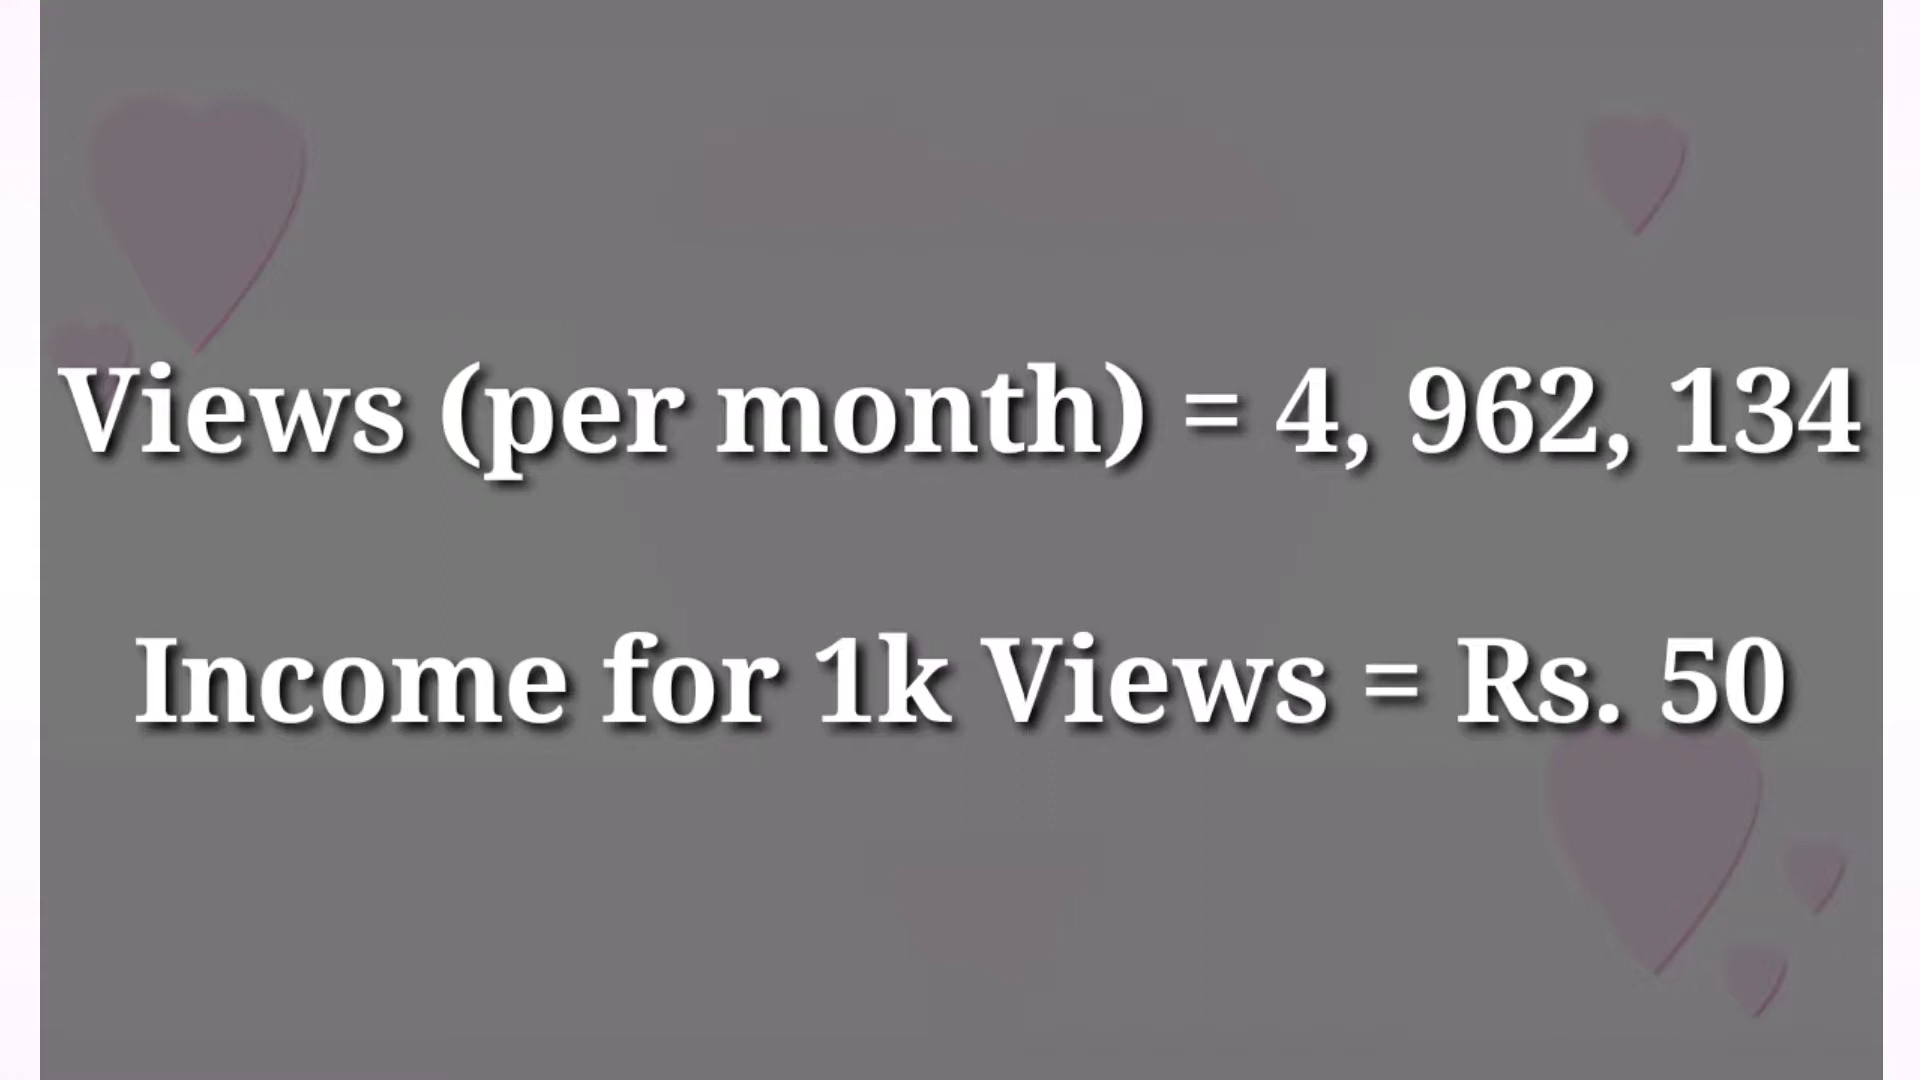 Views (per month) = 4, 962, 134
Income for 1k Views = Rs. 50